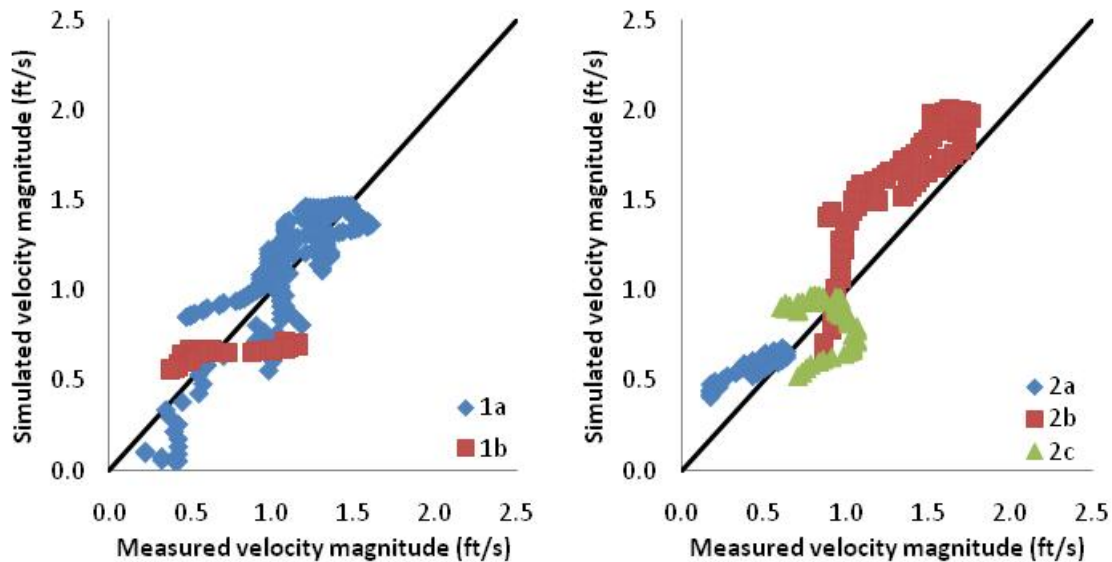 Simulated velocity magnitude (ft/s)
2.5
2.0
1.5
1.0
0.5
0.0
0.0 0.5 1.0 1.5 2.0 2.5
Measured velocity magnitude (ft/s)
1a
1b
Simulated velocity magnitude (ft/s)
2.5
2.0
1.5
1.0
0.5
0.0
0.0 0.5 1.0 1.5 2.0 2.5
Measured velocity magnitude (ft/s)
2a
2b
2c